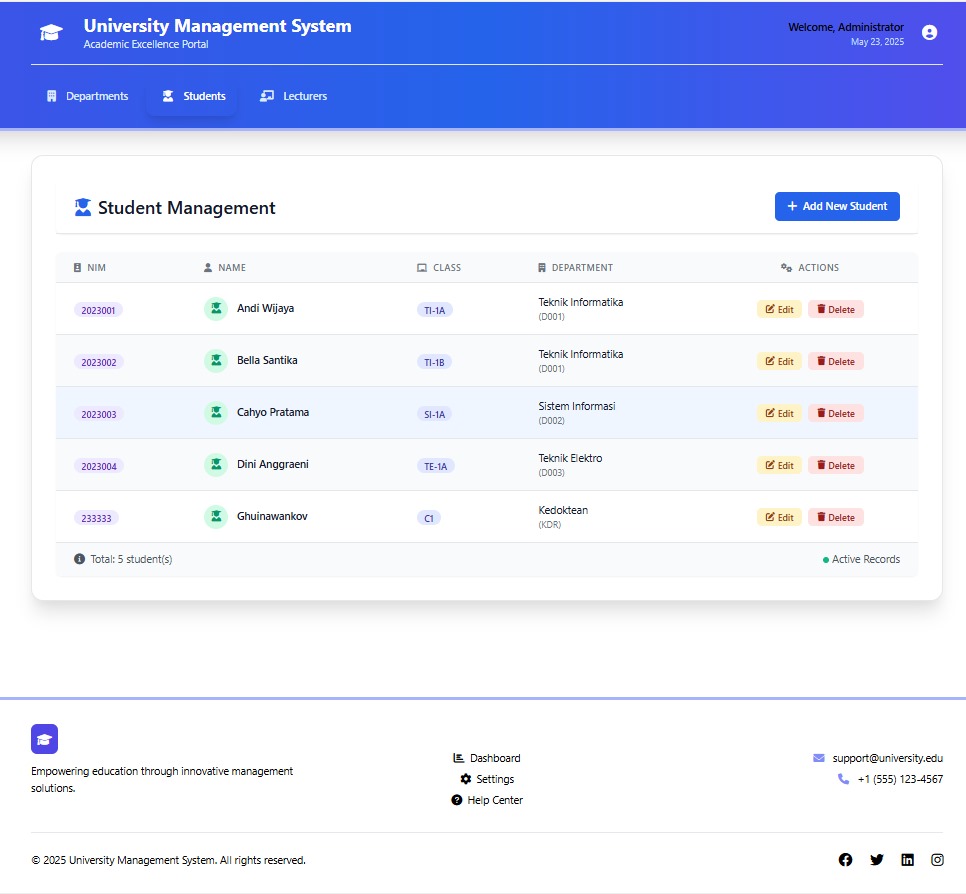 University Management System
Academic Excellence Portal
Welcome, Administrator
May 23, 2025
Departments Students Lecturers
Student Management
Add New Student
NIM NAME CLASS DEPARTMENT ACTIONS
2023001 Andi Wijaya TI-1A Teknik Informatika (D001) Edit Delete
2023002 Bella Santika TI-1B Teknik Informatika (D001) Edit Delete
2023003 Cahyo Pratama SI-1A Sistem Informasi (D002) Edit Delete
2023004 Dini Anggraeni TE-1A Teknik Elektro (D003) Edit Delete
233333 Ghuinawankov C1 Kedoktean (KDR) Edit Delete
Total: 5 student(s) Active Records
Empowering education through innovative management
solutions.
Dashboard
Settings
Help Center
support@university.edu
+1 (555) 123-4567
© 2025 University Management System. All rights reserved.